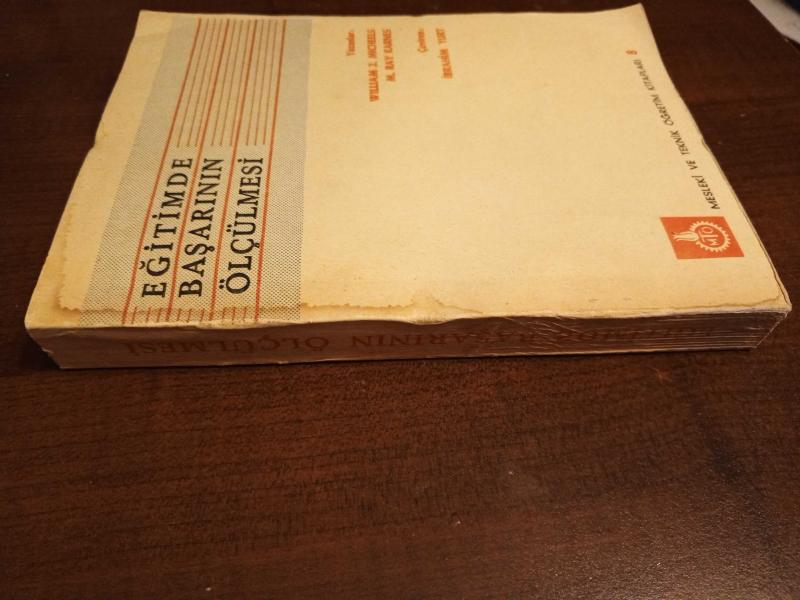 EĞİTİMDE
BAŞARININ
ÖLÇÜLMESİ
Yazanlar:
WILLIAM J. MICHEELS
M. RAY KARNES
Çeviren:
İBRAHİM YURT
MTO
MESLEKİ VE TEKNİK ÖĞRETİM KİTAPLARI 8
BAŞARININ ÖLÇÜLMESİ